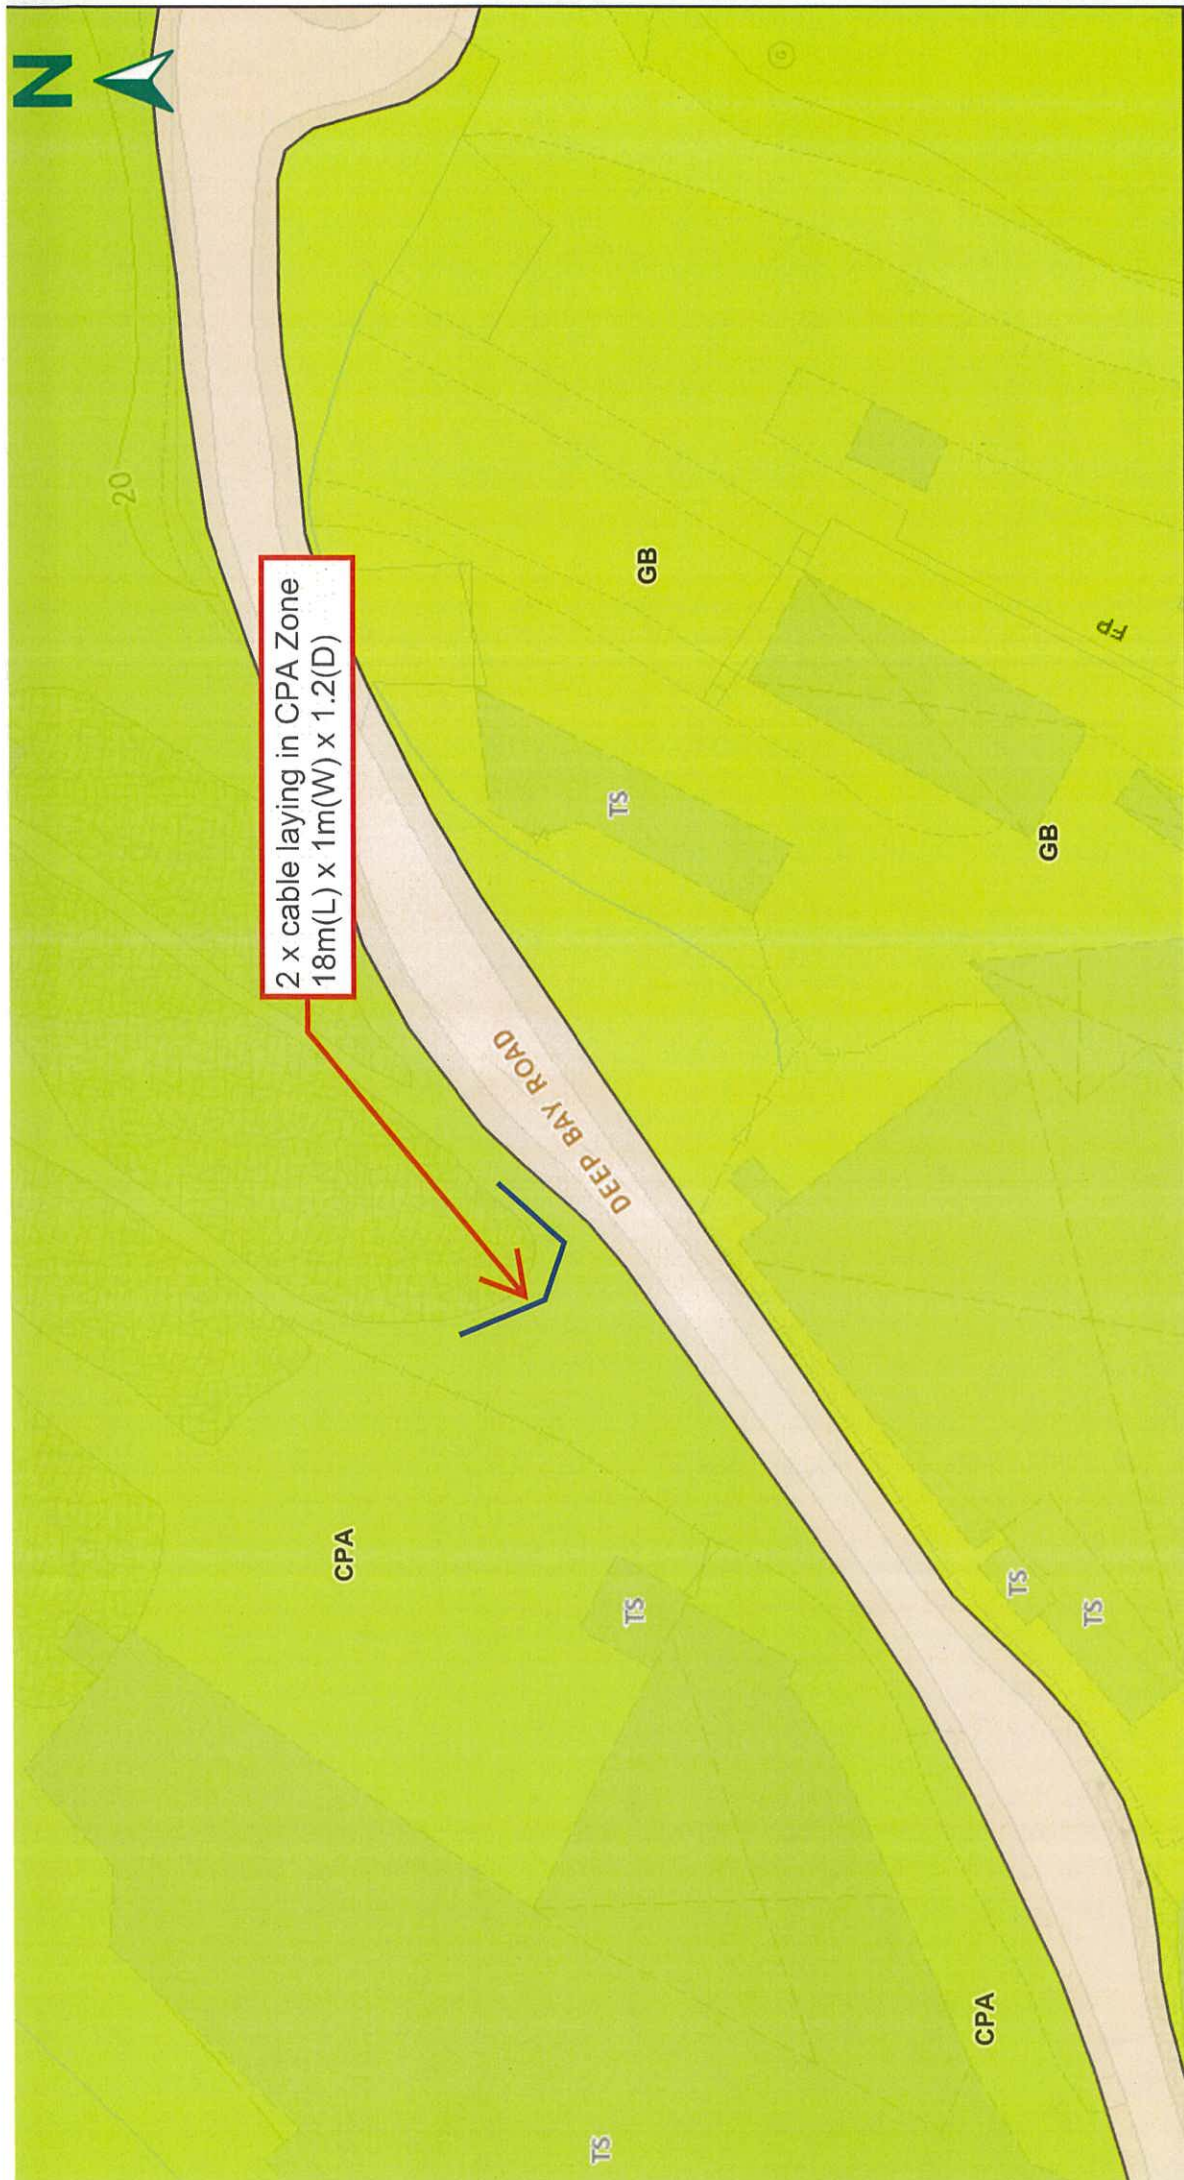 N
20
2 x cable laying in CPA Zone
18m(L) x 1m(W) x 1.2(D)
DEEP BAY ROAD
CPA
CPA
GB
GB
TS
TS
TS
TS
TS
FP
G